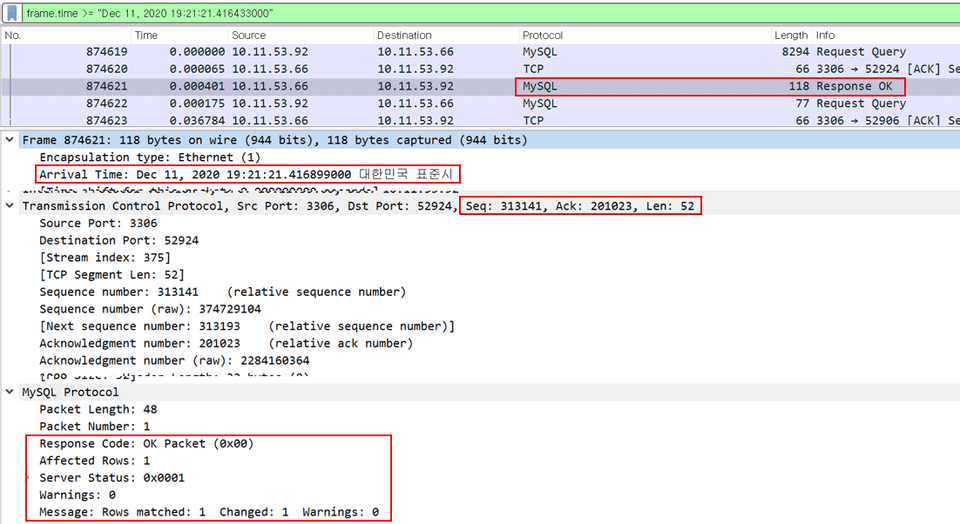 frame.time >= "Dec 11, 2020 19:21:21.416433000"
No. Time Source Destination Protocol Length Info
874619 0.000000 10.11.53.92 10.11.53.66 MySQL 8294 Request Query
874620 0.000065 10.11.53.66 10.11.53.92 TCP 66 3306 → 52924 [ACK] Se
874621 0.000401 10.11.53.66 10.11.53.92 MySQL 118 Response OK
874622 0.000175 10.11.53.92 10.11.53.66 MySQL 77 Request Query
874623 0.036784 10.11.53.66 10.11.53.92 TCP 66 3306 → 52906 [ACK] Se
Frame 874621: 118 bytes on wire (944 bits), 118 bytes captured (944 bits)
Encapsulation type: Ethernet (1)
Arrival Time: Dec 11, 2020 19:21:21.416899000 대한민국 표준시
Transmission Control Protocol, Src Port: 3306, Dst Port: 52924, Seq: 313141, Ack: 201023, Len: 52
Source Port: 3306
Destination Port: 52924
[Stream index: 375]
[TCP Segment Len: 52]
Sequence number: 313141 (relative sequence number)
Sequence number (raw): 374729104
[Next sequence number: 313193 (relative sequence number)]
Acknowledgment number: 201023 (relative ack number)
Acknowledgment number (raw): 2284160364
MySQL Protocol
Packet Length: 48
Packet Number: 1
Response Code: OK Packet (0x00)
Affected Rows: 1
Server Status: 0x0001
Warnings: 0
Message: Rows matched: 1 Changed: 1 Warnings: 0